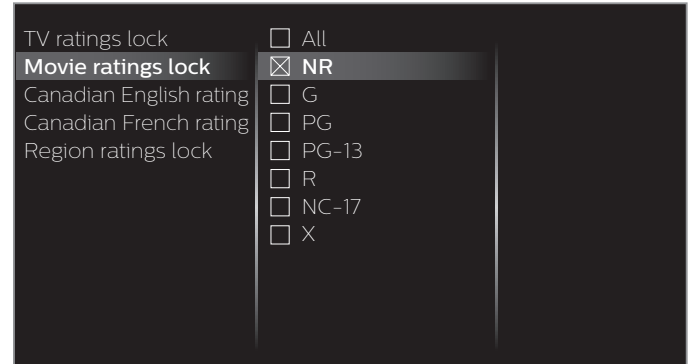 TV ratings lock
Movie ratings lock
Canadian English rating
Canadian French rating
Region ratings lock
All
NR
G
PG
PG-13
R
NC-17
X